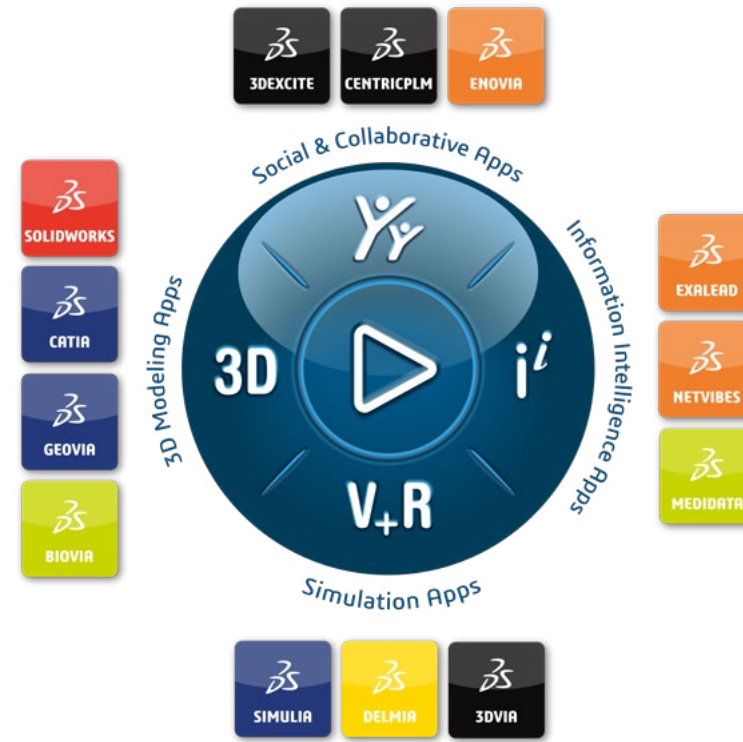 3DEXCITE
CENTRICPLM
ENOVIA
Social & Collaborative Apps
SOLIDWORKS
CATIA
GEOVIA
BIOVIA
3D Modeling Apps
3D
i i
V+R
Information Intelligence Apps
EXALEAD
NETVIBES
MEDIDATA
Simulation Apps
SIMULIA
DELMIA
3DVIA